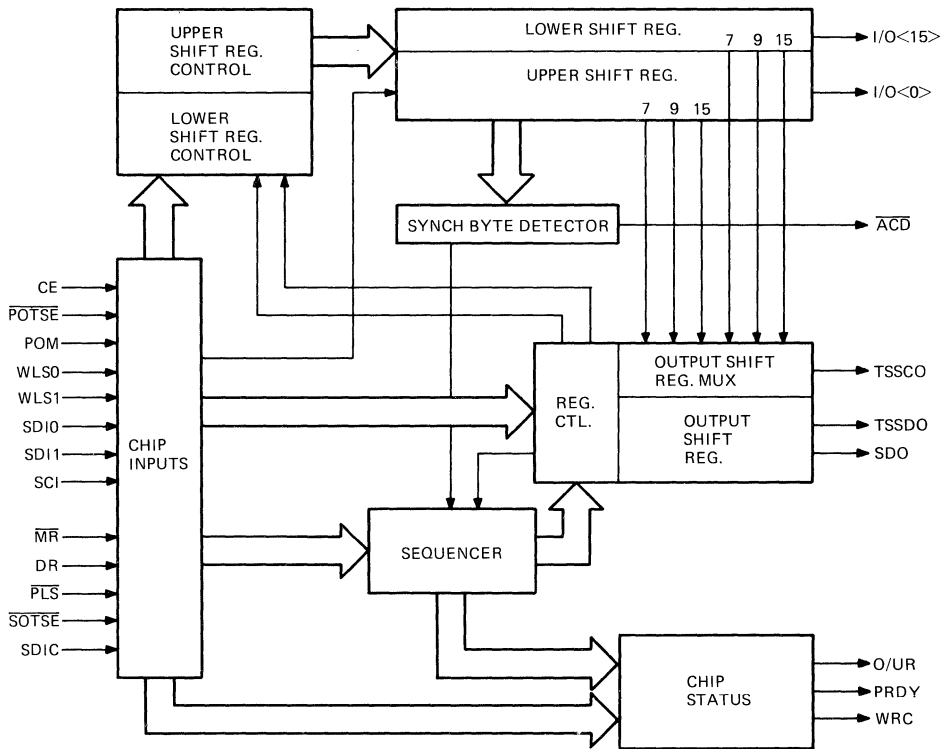 UPPER
SHIFT REG.
CONTROL
LOWER
SHIFT REG.
CONTROL
LOWER SHIFT REG.
7 9 15
UPPER SHIFT REG.
7 9 15
I/O<15>
I/O<0>
SYNCH BYTE DETECTOR
ACD
CE
POTSE
POM
WLS0
WLS1
SDI0
SDI1
SCI
MR
DR
PLS
SOTSE
SDIC
CHIP
INPUTS
REG.
CTL.
OUTPUT SHIFT
REG. MUX
OUTPUT
SHIFT
REG.
TSSCO
TSSDO
SDO
SEQUENCER
CHIP
STATUS
O/UR
PRDY
WRC